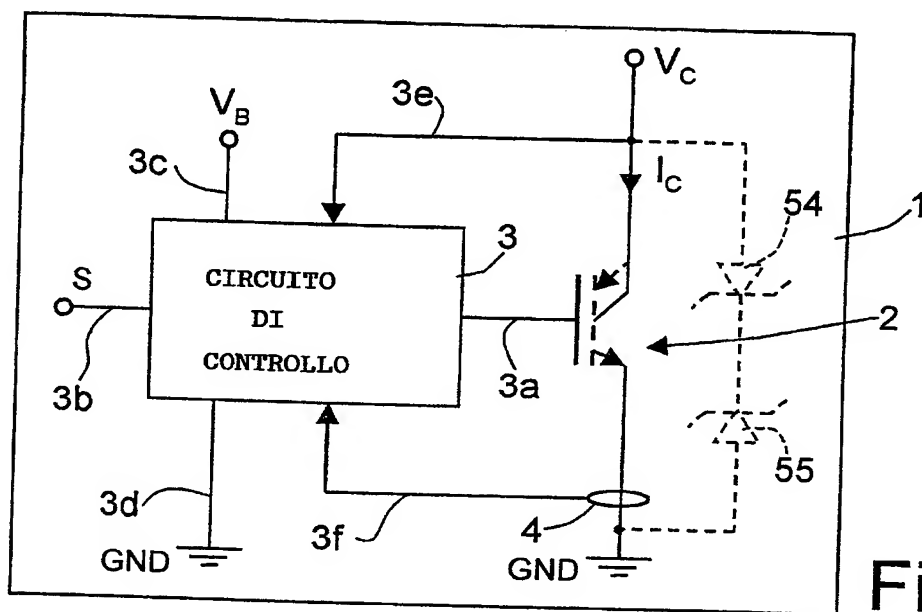 V_C
3e
V_B
3c
I_C
54
1
S
3
CIRCUITO
DI
CONTROLLO
2
3b
3a
55
3d
3f
4
GND
GND
Fi